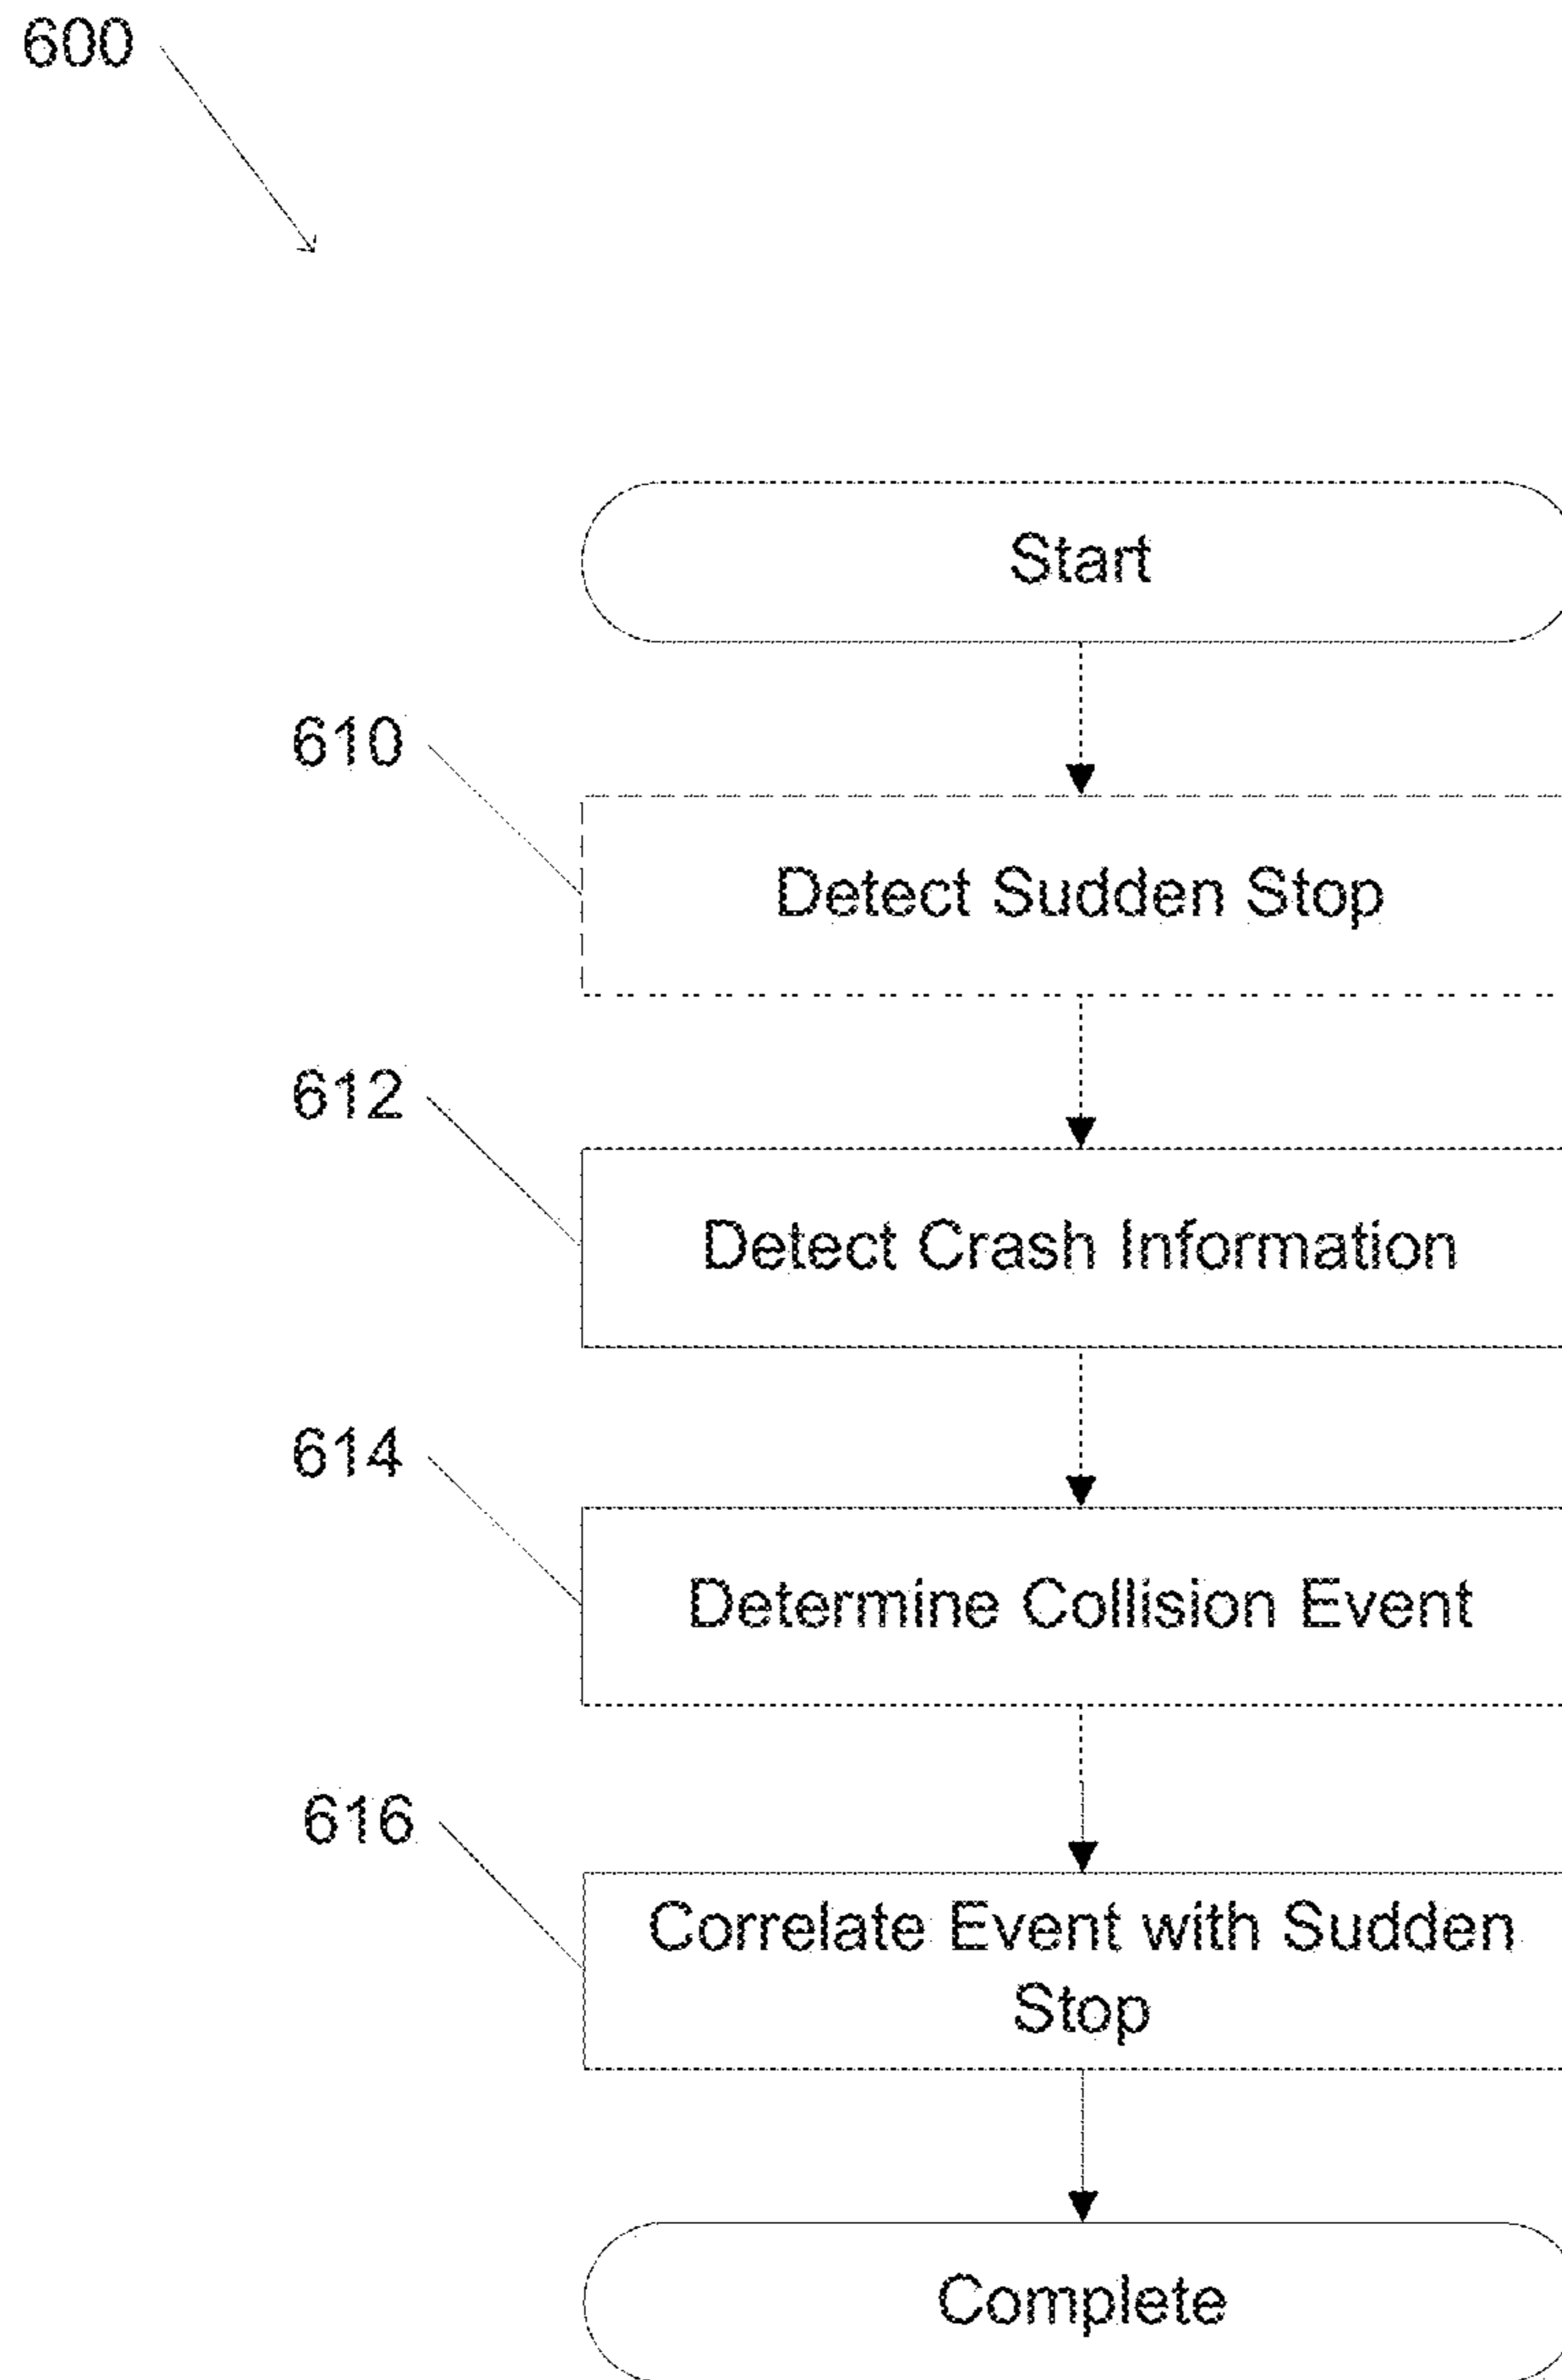 600
Start
610
Detect Sudden Stop
612
Detect Crash Information
614
Determine Collision Event
616
Correlate Event with Sudden
Stop
Complete